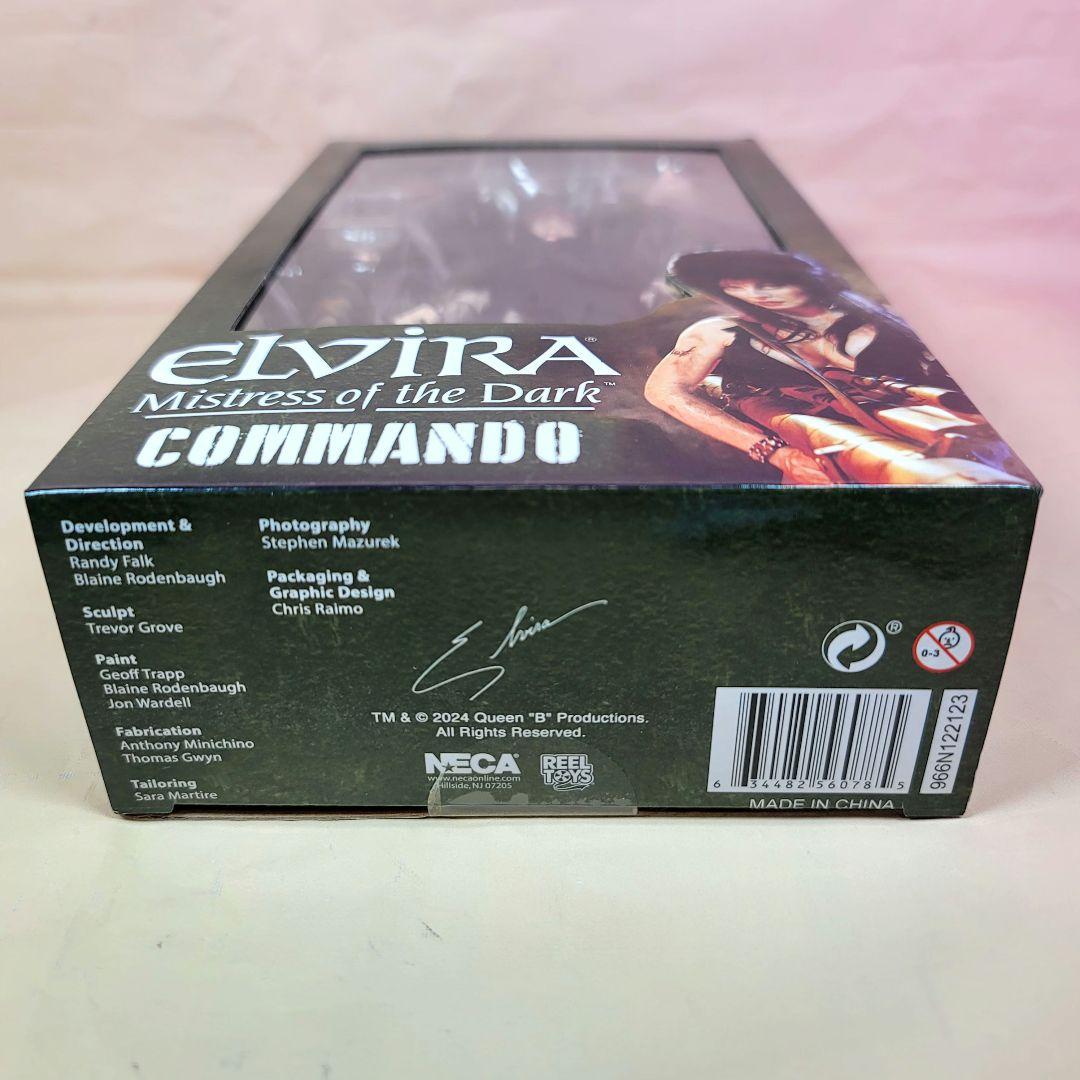 ELVIRA®
Mistress of the Dark™
COMMANDO
Development &
Direction
Randy Falk
Blaine Rodenbaugh
Sculpt
Trevor Grove
Paint
Geoff Trapp
Blaine Rodenbaugh
Jon Wardell
Fabrication
Anthony Minichino
Thomas Gwyn
Tailoring
Sara Martire
Photography
Stephen Mazurek
Packaging &
Graphic Design
Chris Raimo
Elvira
TM & © 2024 Queen "B" Productions.
All Rights Reserved.
NECA®
www.necaonline.com
Hillside, NJ 07205
REEL
TOYS
®
0-3
6 34482 56078 5
MADE IN CHINA
966N122123